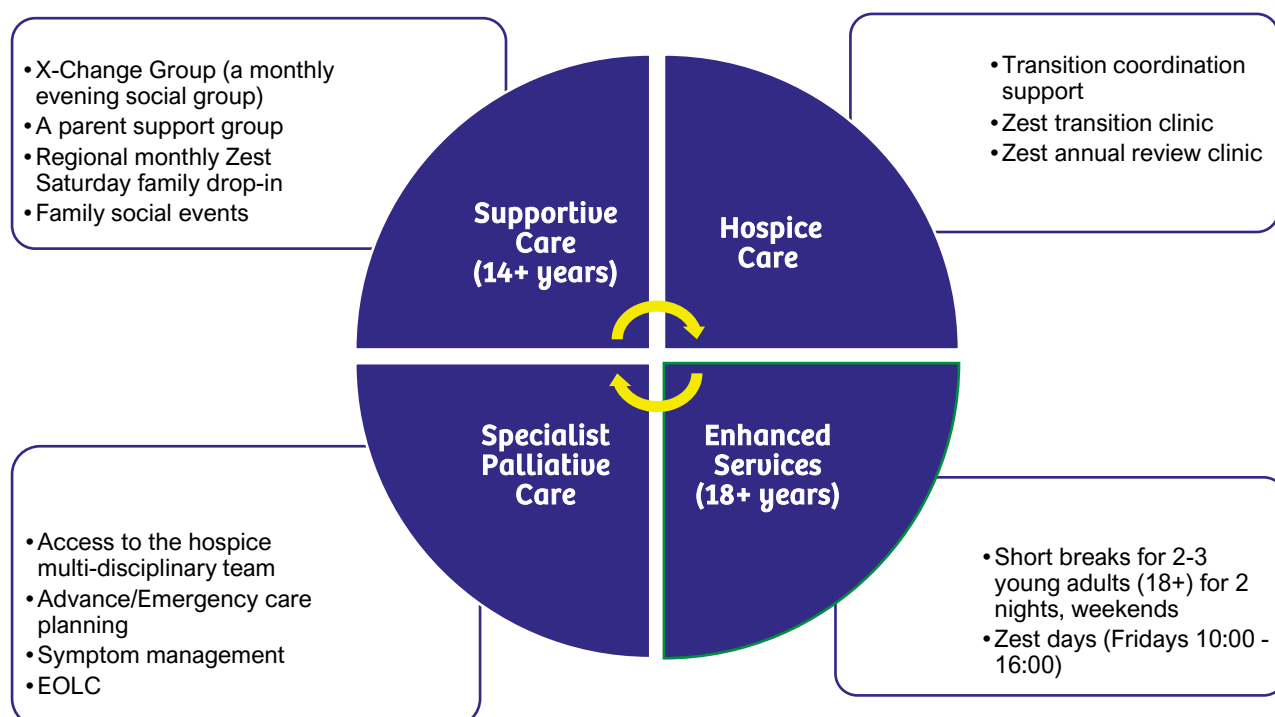 • X-Change Group (a monthly
evening social group)
• A parent support group
• Regional monthly Zest
Saturday family drop-in
• Family social events
Supportive
Care
(14+ years)
Hospice
Care
• Transition coordination
support
• Zest transition clinic
• Zest annual review clinic
• Access to the hospice
multi-disciplinary team
• Advance/Emergency care
planning
• Symptom management
• EOLC
Specialist
Palliative
Care
Enhanced
Services
(18+ years)
• Short breaks for 2-3
young adults (18+) for 2
nights, weekends
• Zest days (Fridays 10:00 -
16:00)